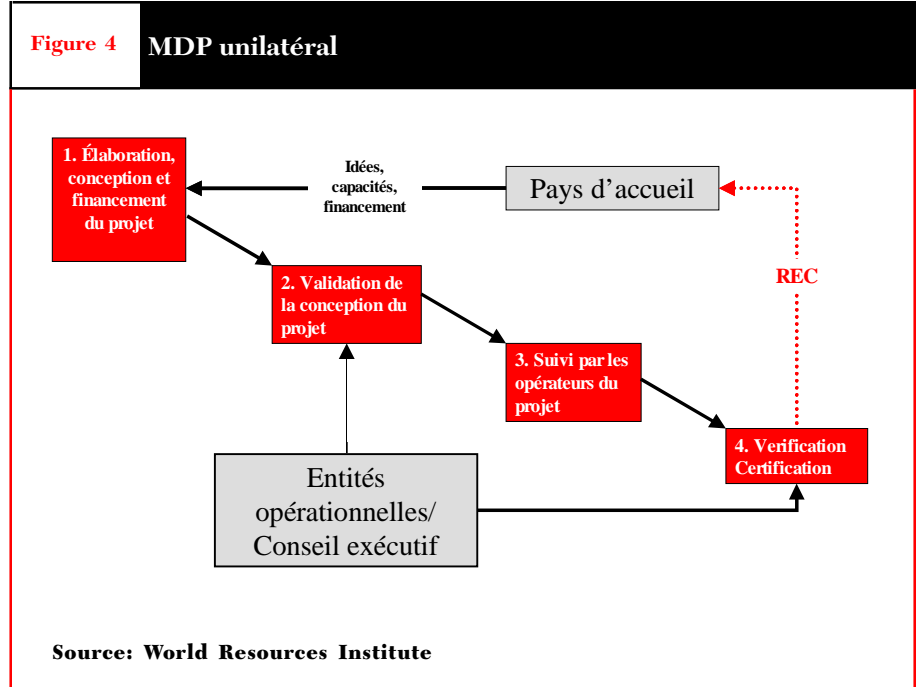 Figure 4
MDP unilatéral
1. Élaboration,
conception et
financement
du projet
Idées,
capacités,
financement
Pays d’accueil
REC
2. Validation de
la conception du
projet
3. Suivi par les
opérateurs du
projet
4. Verification
Certification
Entités
opérationnelles/
Conseil exécutif
Source: World Resources Institute